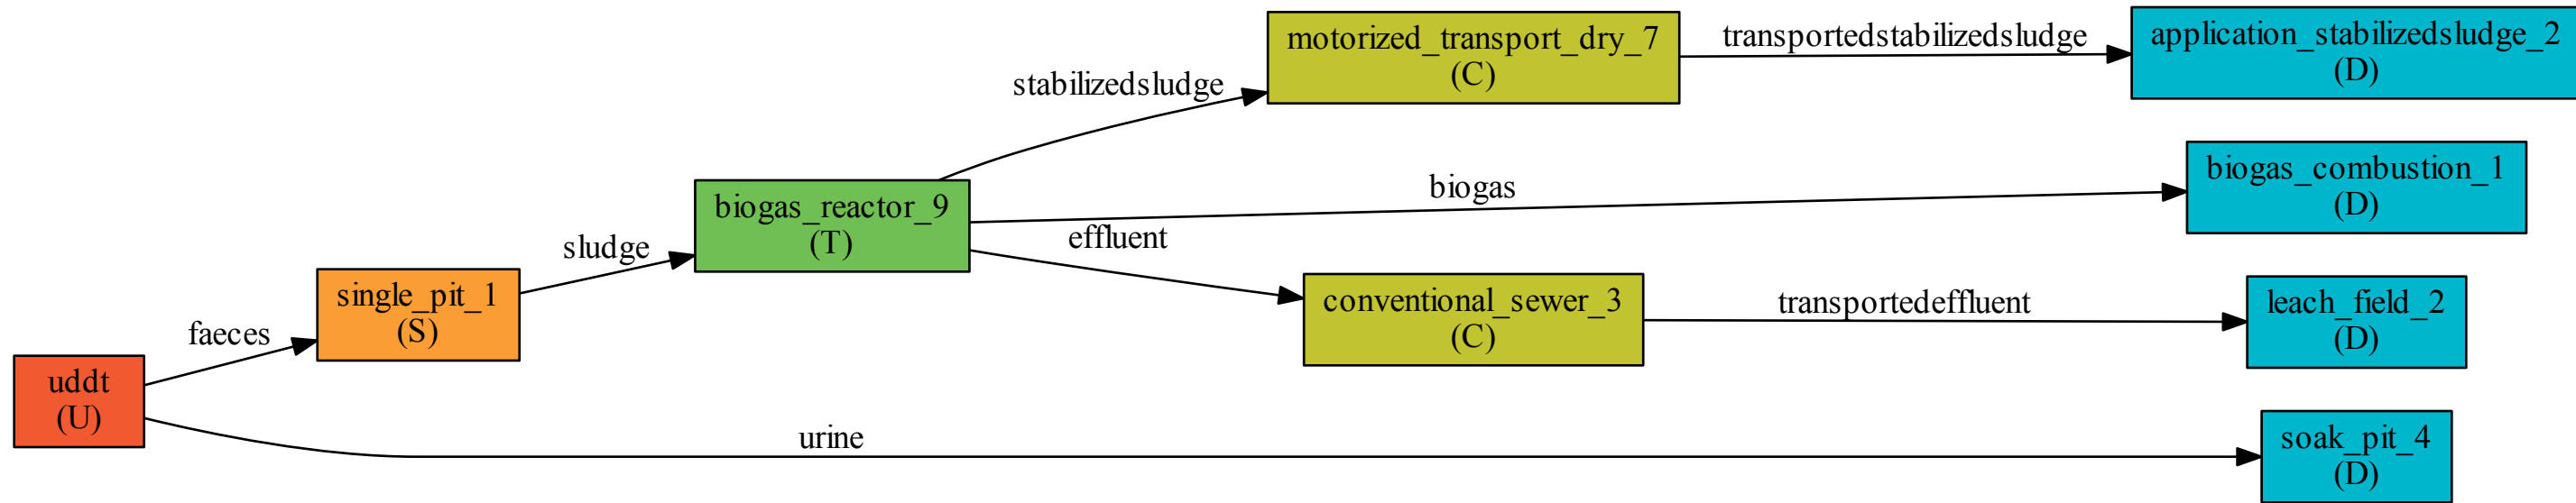 motorized_transport_dry_7
(C)
transportedstabilizedsludge
application_stabilizedsludge_2
(D)
stabilizedsludge
biogas_reactor_9
(T)
biogas
biogas_combustion_1
(D)
effluent
sludge
single_pit_1
(S)
conventional_sewer_3
(C)
transportedeffluent
leach_field_2
(D)
faeces
uddt
(U)
urine
soak_pit_4
(D)